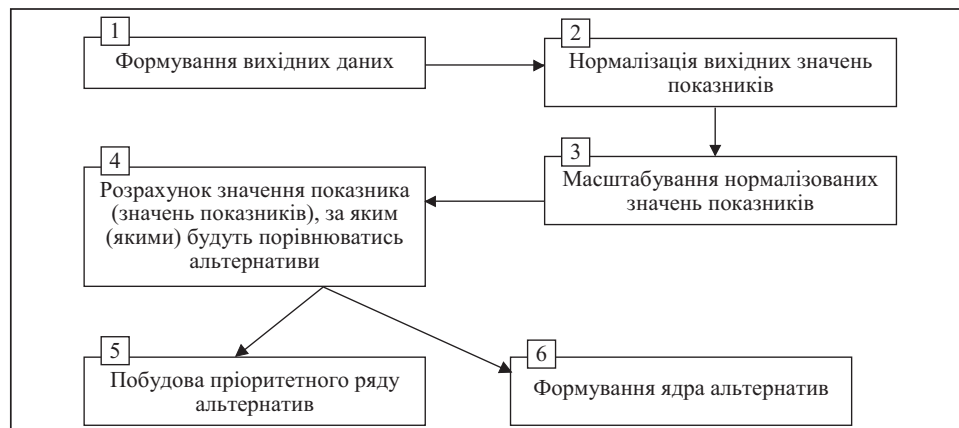 1
Формування вихідних даних
2
Нормалізація вихідних значень
показників
3
Масштабування нормалізованих
значень показників
4
Розрахунок значення показника
(значень показників), за яким
(якими) будуть порівнюватись
альтернативи
5
Побудова пріоритетного ряду
альтернатив
6
Формування ядра альтернатив